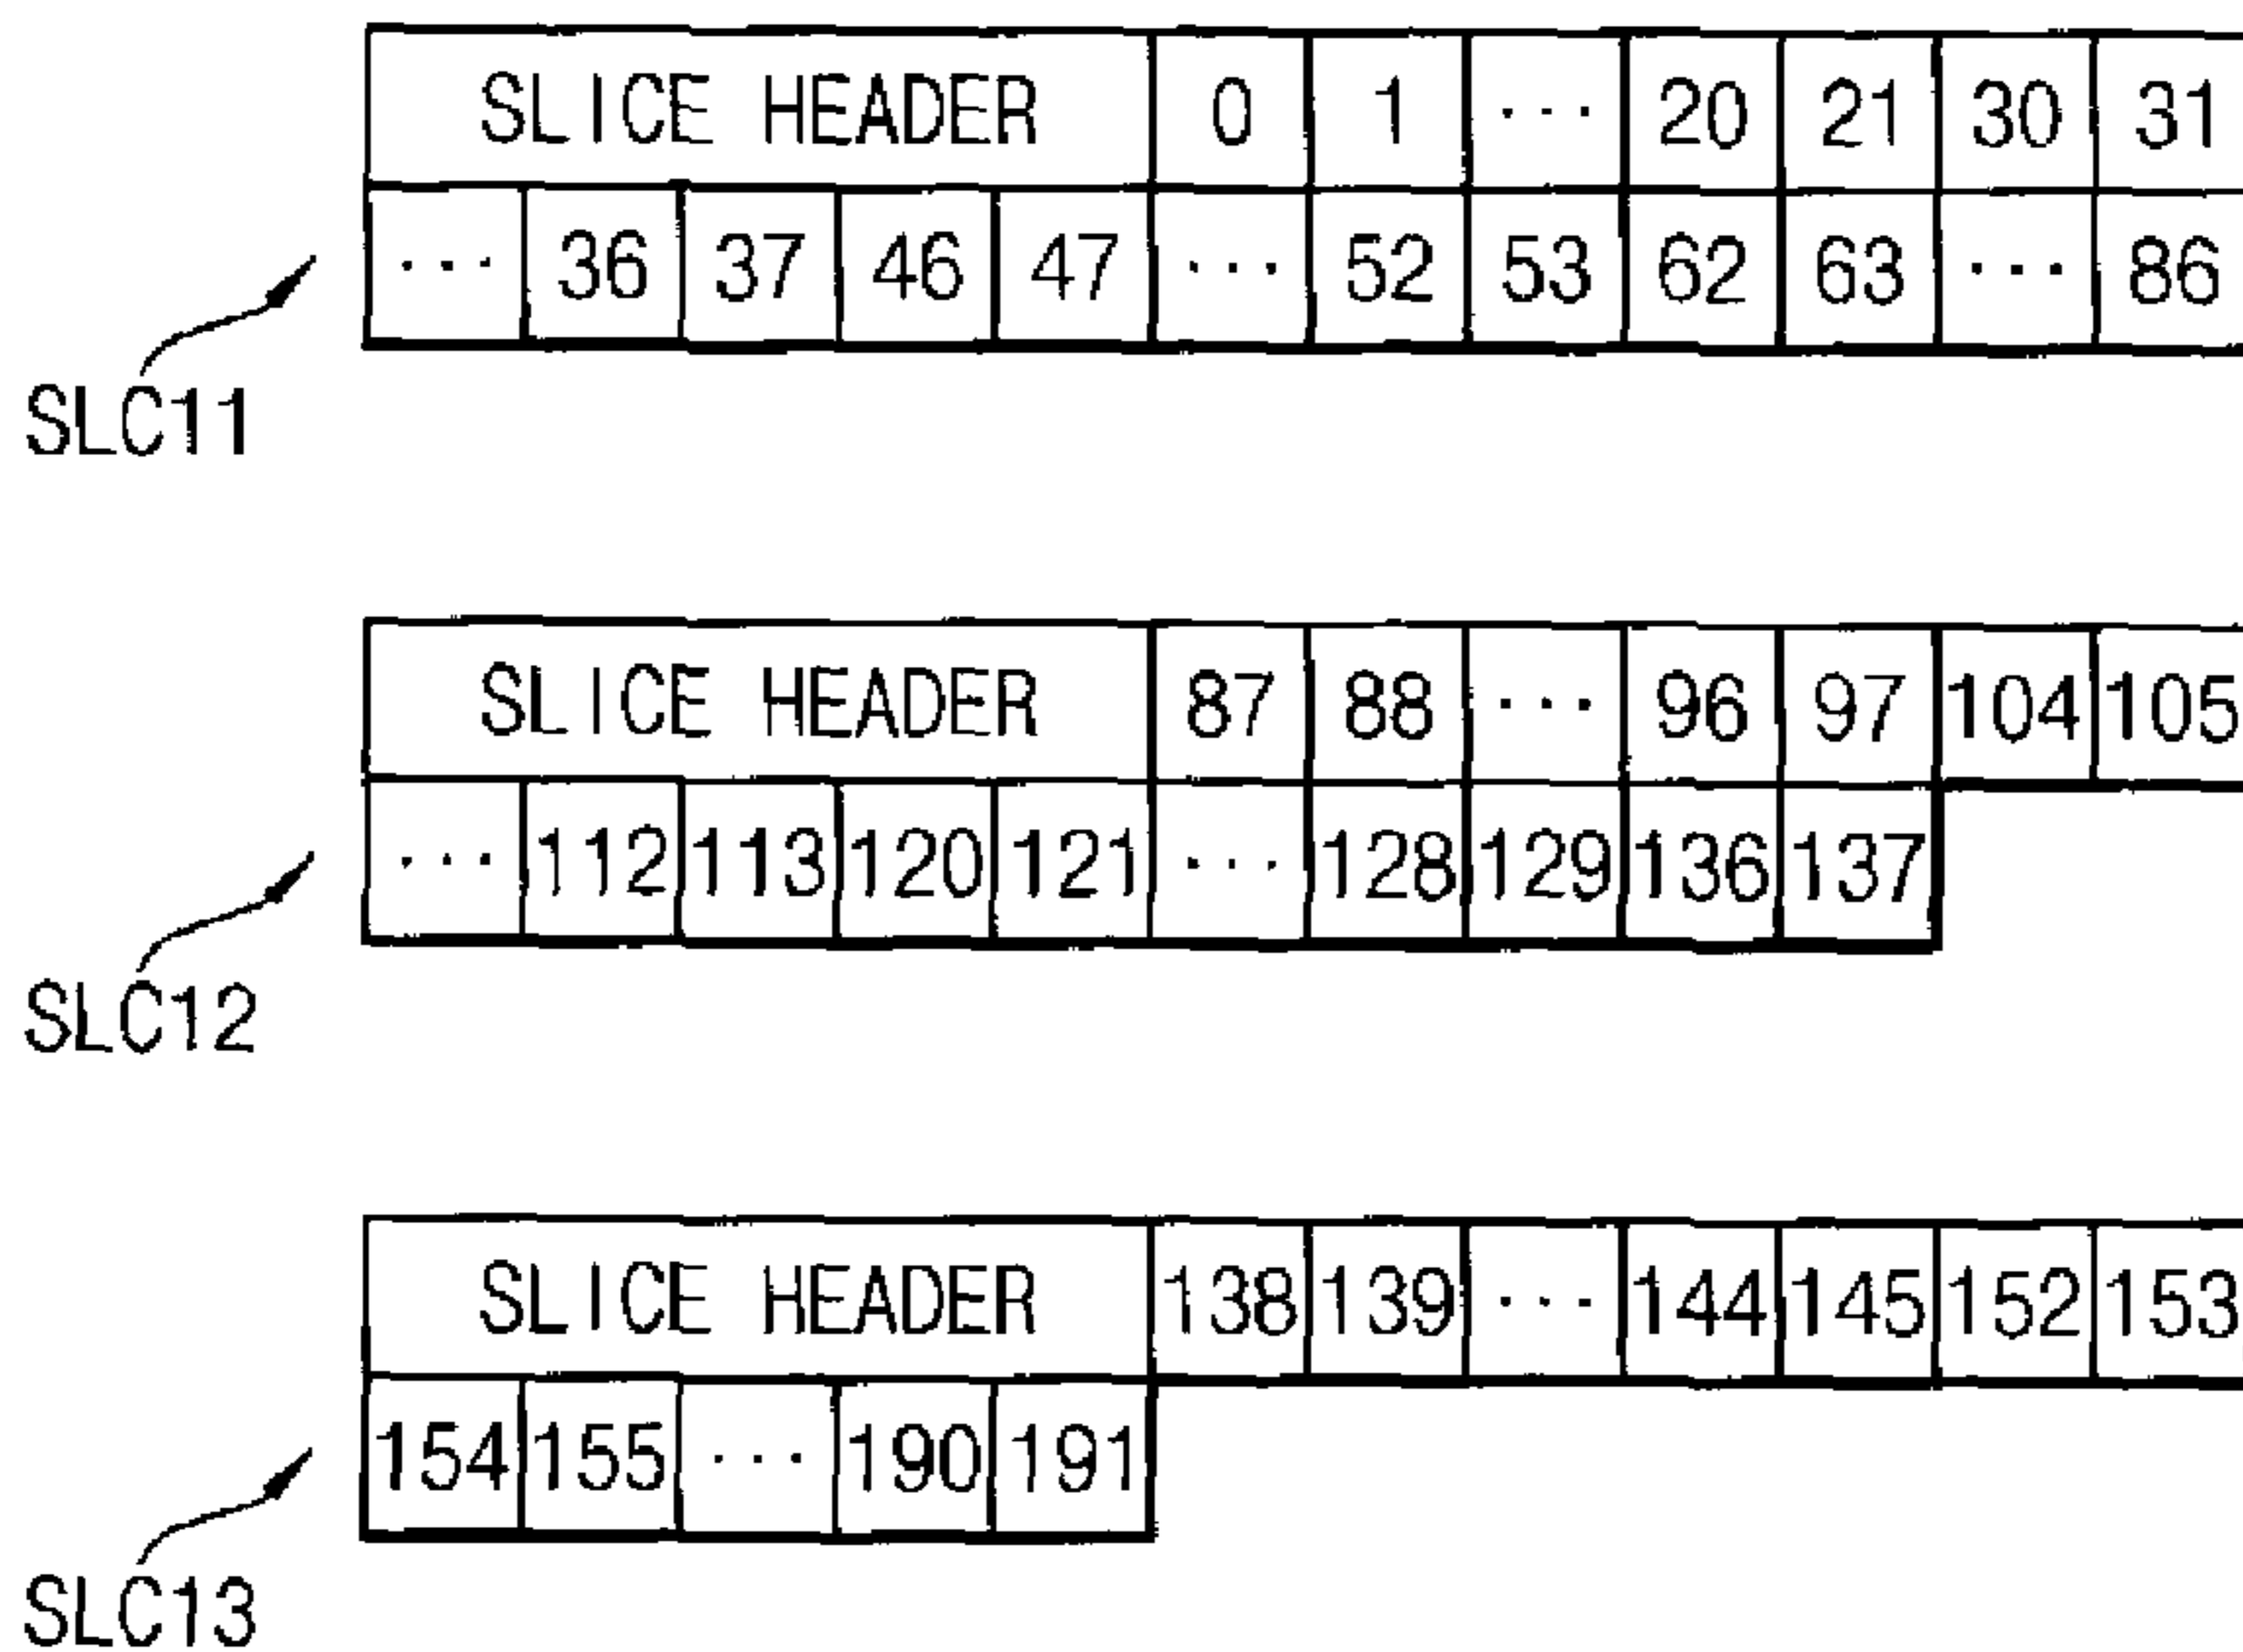 SLICE HEADER 0 1 ... 20 21 30 31
... 36 37 46 47 ... 52 53 62 63 ... 86
SLC11
SLICE HEADER 87 88 ... 96 97 104 105
... 112 113 120 121 ... 128 129 136 137
SLC12
SLICE HEADER 138 139 ... 144 145 152 153
154 155 ... 190 191
SLC13